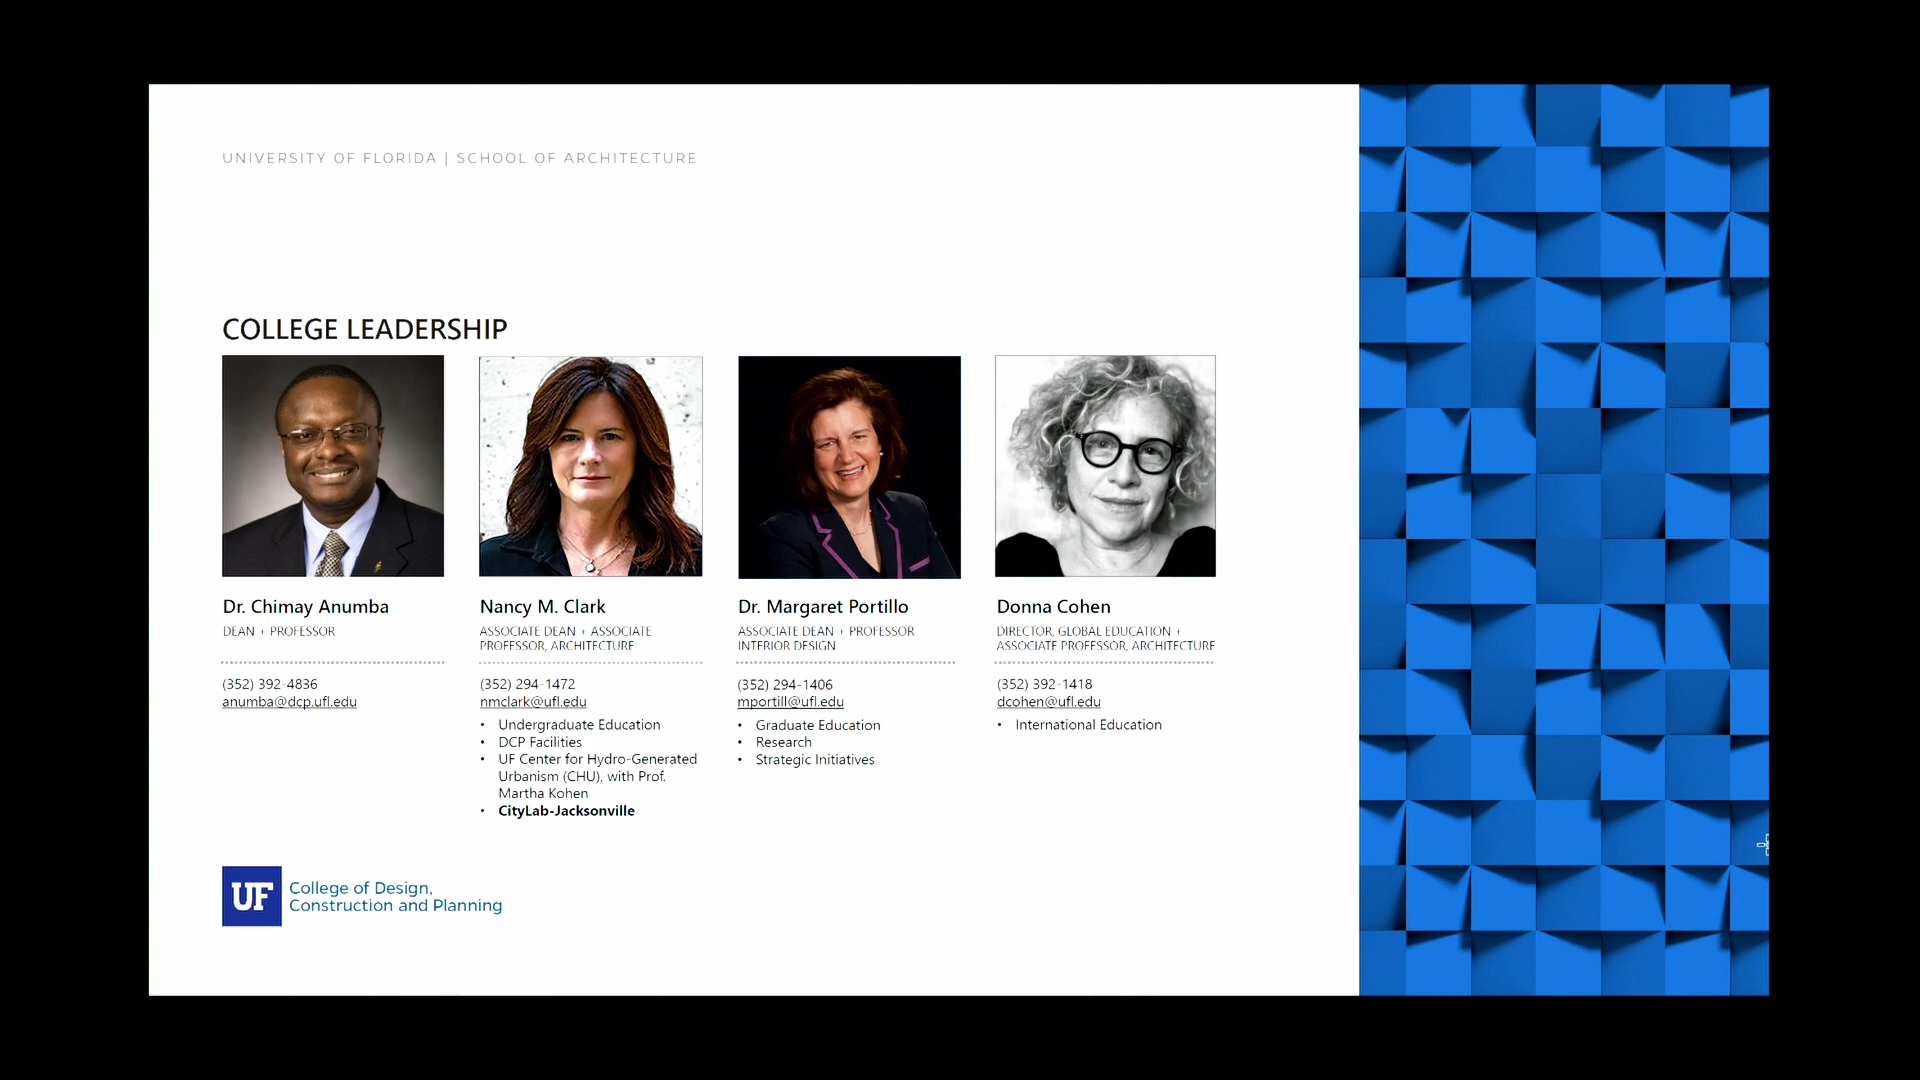 UNIVERSITY OF FLORIDA | SCHOOL OF ARCHITECTURE
COLLEGE LEADERSHIP
Dr. Chimay Anumba
DEAN + PROFESSOR
(352) 392-4836
anumba@dcp.ufl.edu
Nancy M. Clark
ASSOCIATE DEAN + ASSOCIATE
PROFESSOR, ARCHITECTURE
(352) 294-1472
nmclark@ufl.edu
• Undergraduate Education
• DCP Facilities
• UF Center for Hydro-Generated
Urbanism (CHU), with Prof.
Martha Kohen
• CityLab-Jacksonville
Dr. Margaret Portillo
ASSOCIATE DEAN + PROFESSOR
INTERIOR DESIGN
(352) 294-1406
mportill@ufl.edu
• Graduate Education
• Research
• Strategic Initiatives
Donna Cohen
DIRECTOR, GLOBAL EDUCATION +
ASSOCIATE PROFESSOR, ARCHITECTURE
(352) 392-1418
dcohen@ufl.edu
• International Education
UF
College of Design,
Construction and Planning